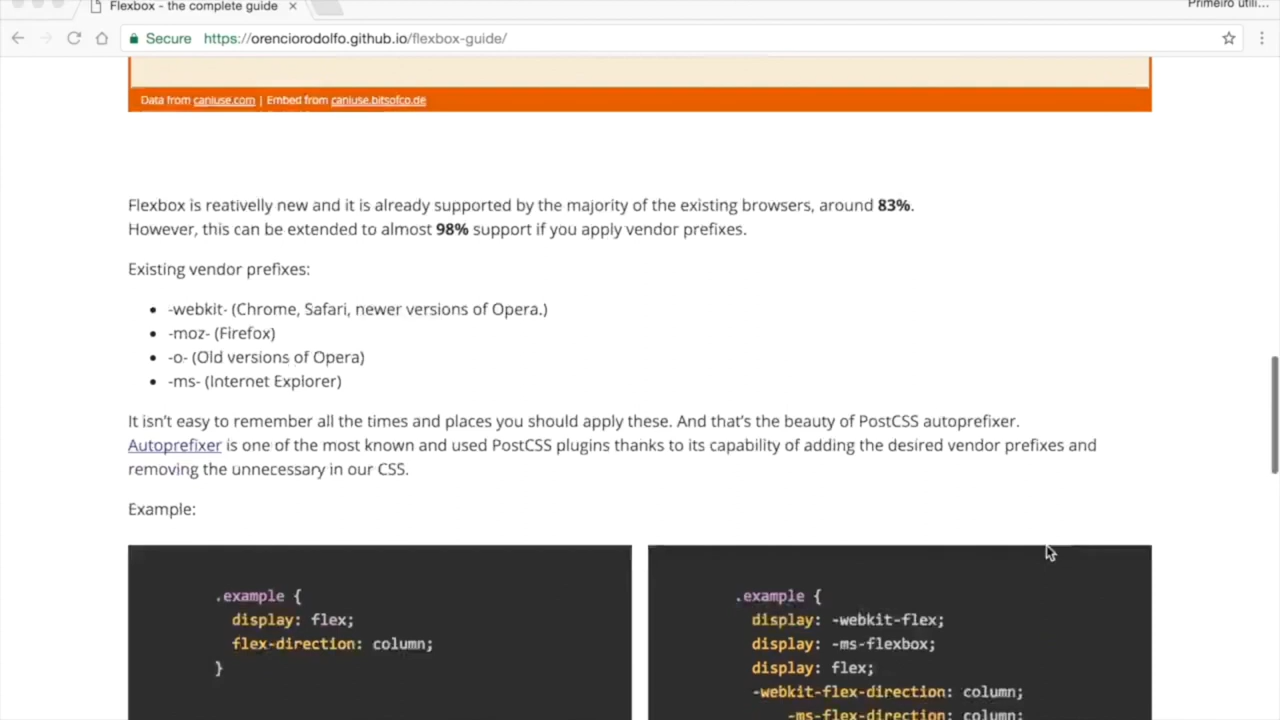 Flexbox - the complete guide
Primeiro utili...
Secure https://orenciorodolfo.github.io/flexbox-guide/
Data from caniuse.com | Embed from caniuse.bitsofco.de
Flexbox is reativelly new and it is already supported by the majority of the existing browsers, around 83%.
However, this can be extended to almost 98% support if you apply vendor prefixes.
Existing vendor prefixes:
-webkit- (Chrome, Safari, newer versions of Opera.)
-moz- (Firefox)
-o- (Old versions of Opera)
-ms- (Internet Explorer)
It isn’t easy to remember all the times and places you should apply these. And that’s the beauty of PostCSS autoprefixer.
Autoprefixer is one of the most known and used PostCSS plugins thanks to its capability of adding the desired vendor prefixes and
removing the unnecessary in our CSS.
Example:
.example {
display: flex;
flex-direction: column;
}
.example {
display: -webkit-flex;
display: -ms-flexbox;
display: flex;
-webkit-flex-direction: column;
-ms-flex-direction: column;